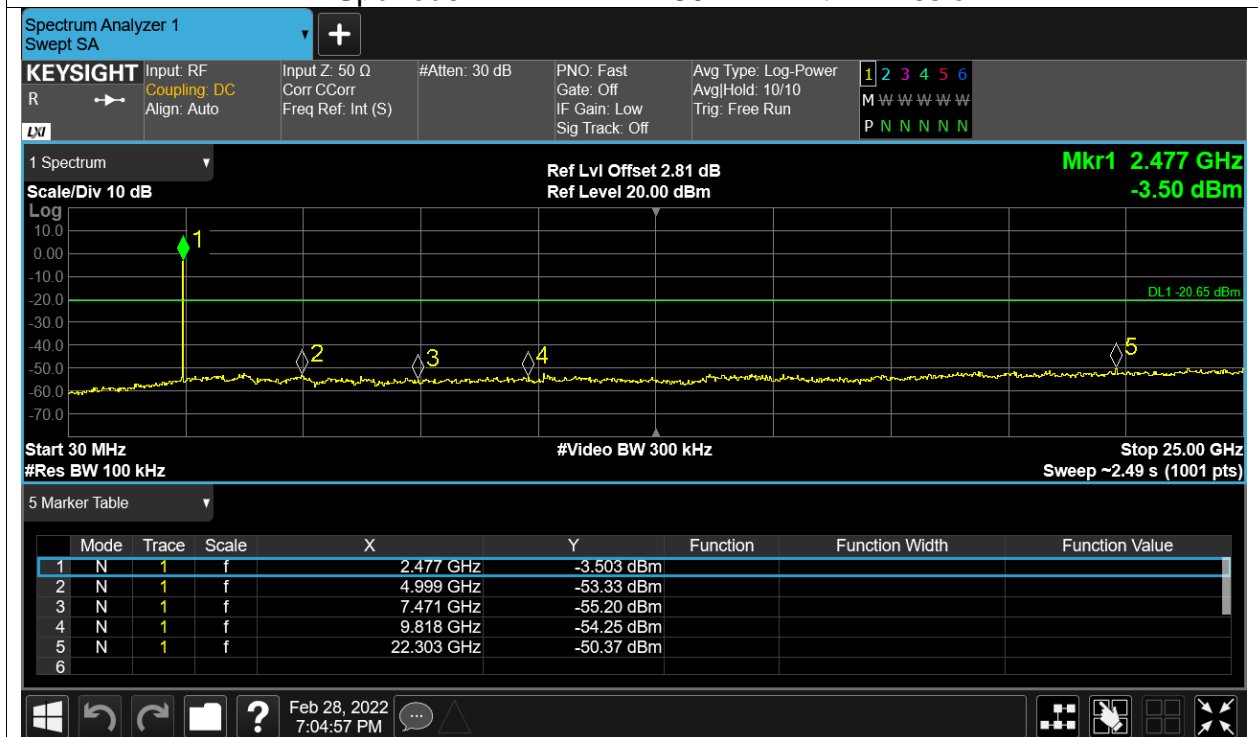 Spectrum Analyzer 1
Swept SA
+
KEYSIGHT
R
LXI
Input: RF
Coupling: DC
Align: Auto
Input Z: 50 Ω
Corr CCorr
Freq Ref: Int (S)
#Atten: 30 dB
PNO: Fast
Gate: Off
IF Gain: Low
Sig Track: Off
Avg Type: Log-Power
Avg|Hold: 10/10
Trig: Free Run
1 2 3 4 5 6
M W W W W W
P N N N N N
1 Spectrum
Scale/Div 10 dB
Ref Lvl Offset 2.81 dB
Ref Level 20.00 dBm
Mkr1 2.477 GHz
-3.50 dBm
Log
10.0
0.00
-10.0
-20.0
-30.0
-40.0
-50.0
-60.0
-70.0
1
2
3
4
5
DL1 -20.65 dBm
Start 30 MHz
#Res BW 100 kHz
#Video BW 300 kHz
Stop 25.00 GHz
Sweep ~2.49 s (1001 pts)
5 Marker Table
Mode Trace Scale X Y Function Function Width Function Value
1 N 1 f 2.477 GHz -3.503 dBm
2 N 1 f 4.999 GHz -53.33 dBm
3 N 1 f 7.471 GHz -55.20 dBm
4 N 1 f 9.818 GHz -54.25 dBm
5 N 1 f 22.303 GHz -50.37 dBm
6
?
Feb 28, 2022
7:04:57 PM